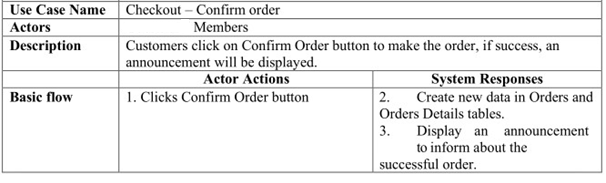 Use Case Name Checkout – Confirm order
Actors Members
Description Customers click on Confirm Order button to make the order, if success, an
announcement will be displayed.
Actor Actions System Responses
Basic flow 1. Clicks Confirm Order button 2. Create new data in Orders and
Orders Details tables.
3. Display an announcement
to inform about the
successful order.